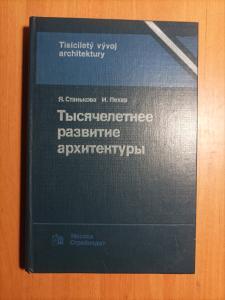 Tisíciletý vývoj
architektury
Я. Станькова И. Пехар
Тысячелетнее
развитие
архитектуры
Москва
Стройиздат